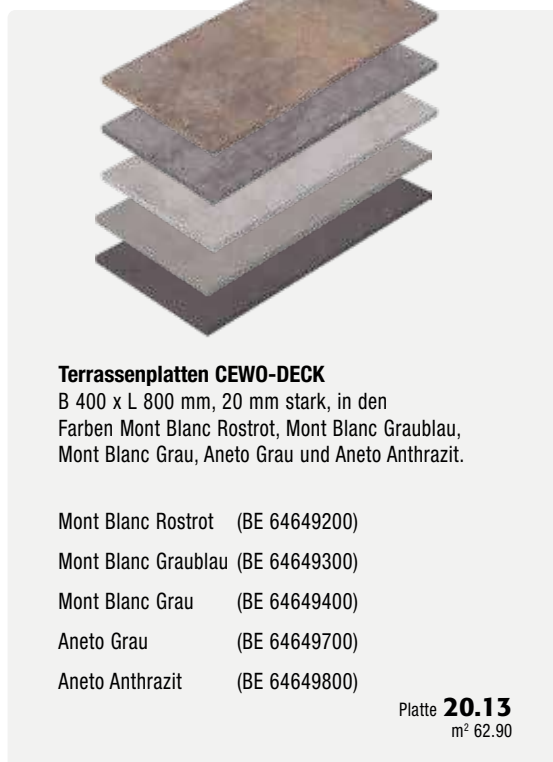 Terrassenplatten CEWO-DECK
B 400 x L 800 mm, 20 mm stark, in den
Farben Mont Blanc Rostrot, Mont Blanc Graublau,
Mont Blanc Grau, Aneto Grau und Aneto Anthrazit.
Mont Blanc Rostrot (BE 64649200)
Mont Blanc Graublau (BE 64649300)
Mont Blanc Grau (BE 64649400)
Aneto Grau (BE 64649700)
Aneto Anthrazit (BE 64649800)
Platte 20.13
m² 62.90